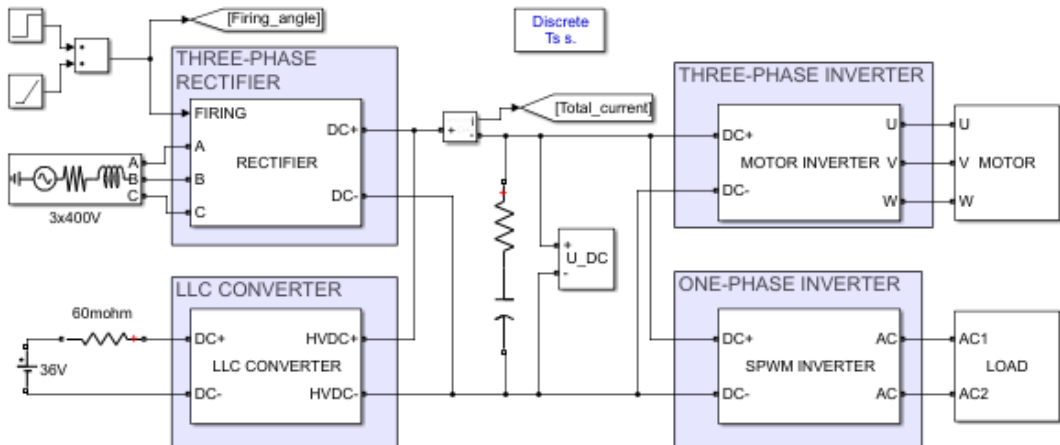 [Firing_angle]
Discrete
Ts s.
THREE-PHASE
RECTIFIER
FIRING
A
B
C
RECTIFIER
DC+
DC-
A
B
C
3x400V
+
-
i
[Total_current]
THREE-PHASE INVERTER
DC+
DC-
MOTOR INVERTER
U
V
W
U
V
W
MOTOR
+
U_DC
-
LLC CONVERTER
60mohm
36V
DC+
DC-
LLC CONVERTER
HVDC+
HVDC-
ONE-PHASE INVERTER
DC+
DC-
SPWM INVERTER
AC
AC
AC1
AC2
LOAD